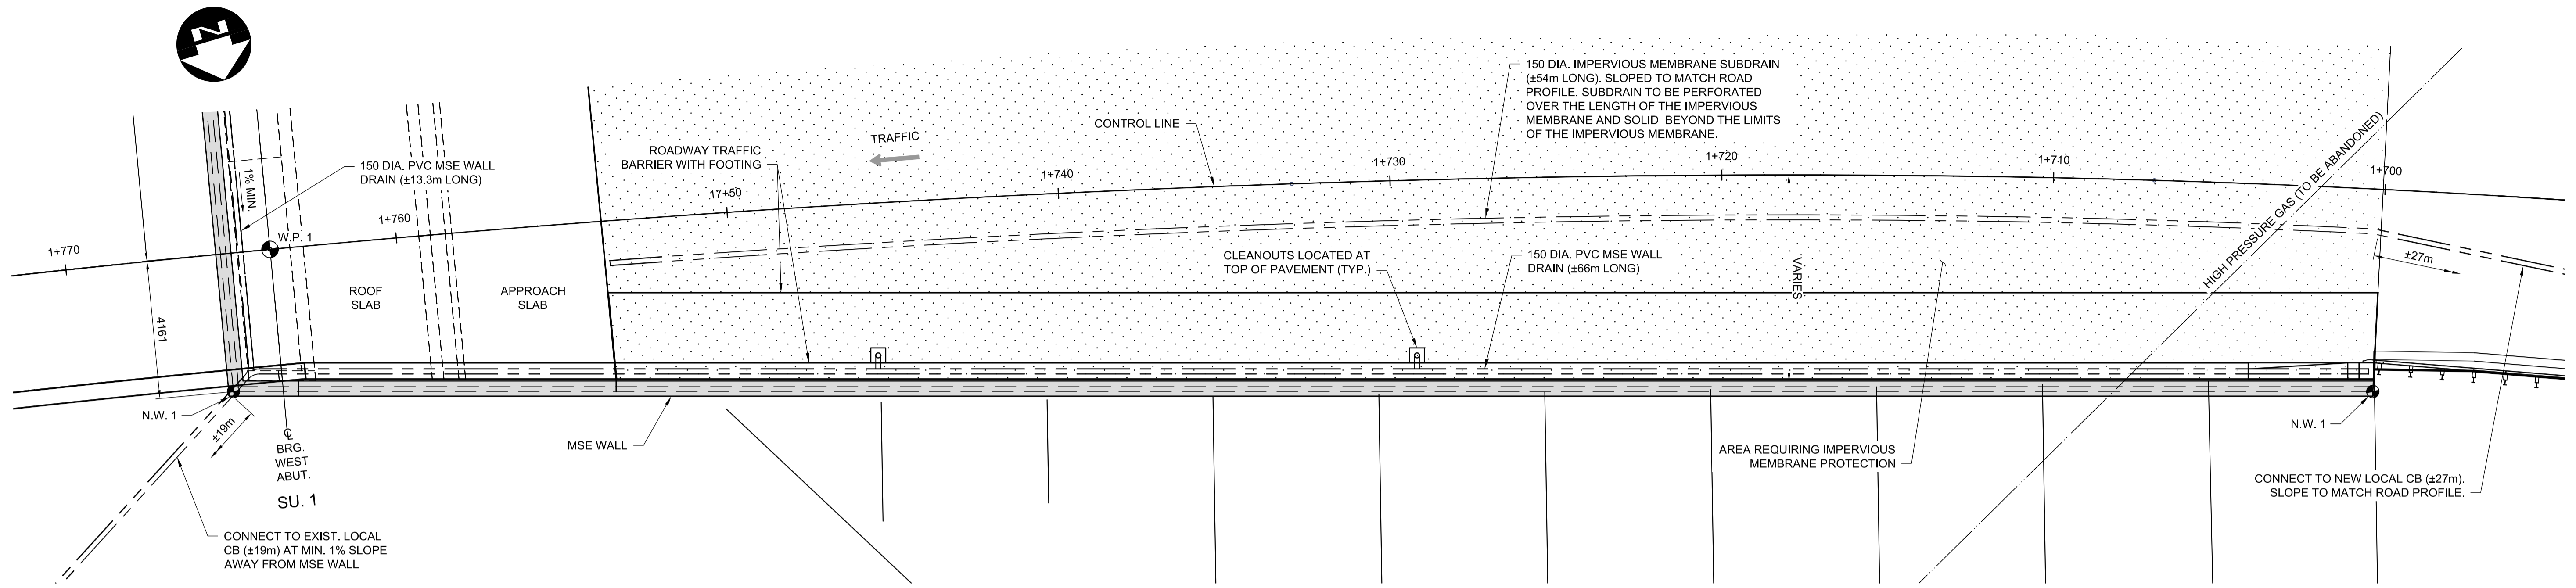 N
150 DIA. IMPERVIOUS MEMBRANE SUBDRAIN
(±54m LONG). SLOPED TO MATCH ROAD
PROFILE. SUBDRAIN TO BE PERFORATED
OVER THE LENGTH OF THE IMPERVIOUS
MEMBRANE AND SOLID BEYOND THE LIMITS
OF THE IMPERVIOUS MEMBRANE.
CONTROL LINE
TRAFFIC
ROADWAY TRAFFIC
BARRIER WITH FOOTING
150 DIA. PVC MSE WALL
DRAIN (±13.3m LONG)
1% MIN.
1+770
W.P. 1
1+760
17+50
1+740
1+730
1+720
1+710
1+700
HIGH PRESSURE GAS (TO BE ABANDONED)
CLEANOUTS LOCATED AT
TOP OF PAVEMENT (TYP.)
150 DIA. PVC MSE WALL
DRAIN (±66m LONG)
VARIES
±27m
ROOF
SLAB
APPROACH
SLAB
4161
N.W. 1
±19m
℄
BRG.
WEST
ABUT.
SU. 1
MSE WALL
AREA REQUIRING IMPERVIOUS
MEMBRANE PROTECTION
N.W. 1
CONNECT TO NEW LOCAL CB (±27m).
SLOPE TO MATCH ROAD PROFILE.
CONNECT TO EXIST. LOCAL
CB (±19m) AT MIN. 1% SLOPE
AWAY FROM MSE WALL